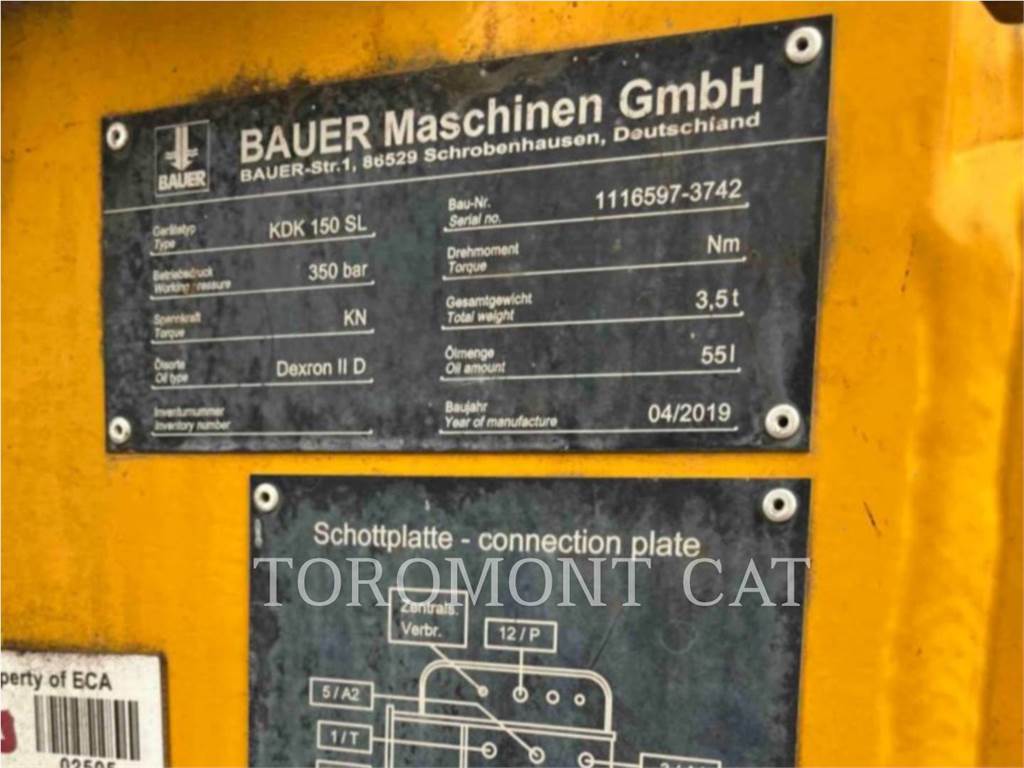 BAUER
BAUER Maschinen GmbH
BAUER-Str.1, 86529 Schrobenhausen, Deutschland
Gerätetyp
Type
KDK 150 SL
Bau-Nr.
Serial no.
1116597-3742
Betriebsdruck
Working pressure
350 bar
Drehmoment
Torque
Nm
Spannkraft
Torque
KN
Gesamtgewicht
Total weight
3,5 t
Ölsorte
Oil type
Dexron II D
Ölmenge
Oil amount
55 l
Inventurnummer
Inventory number
Baujahr
Year of manufacture
04/2019
Schottplatte - connection plate
TOROMONT CAT
Zentrals.
Verbr.
12 / P
5 / A2
1 / T
perty of ECA